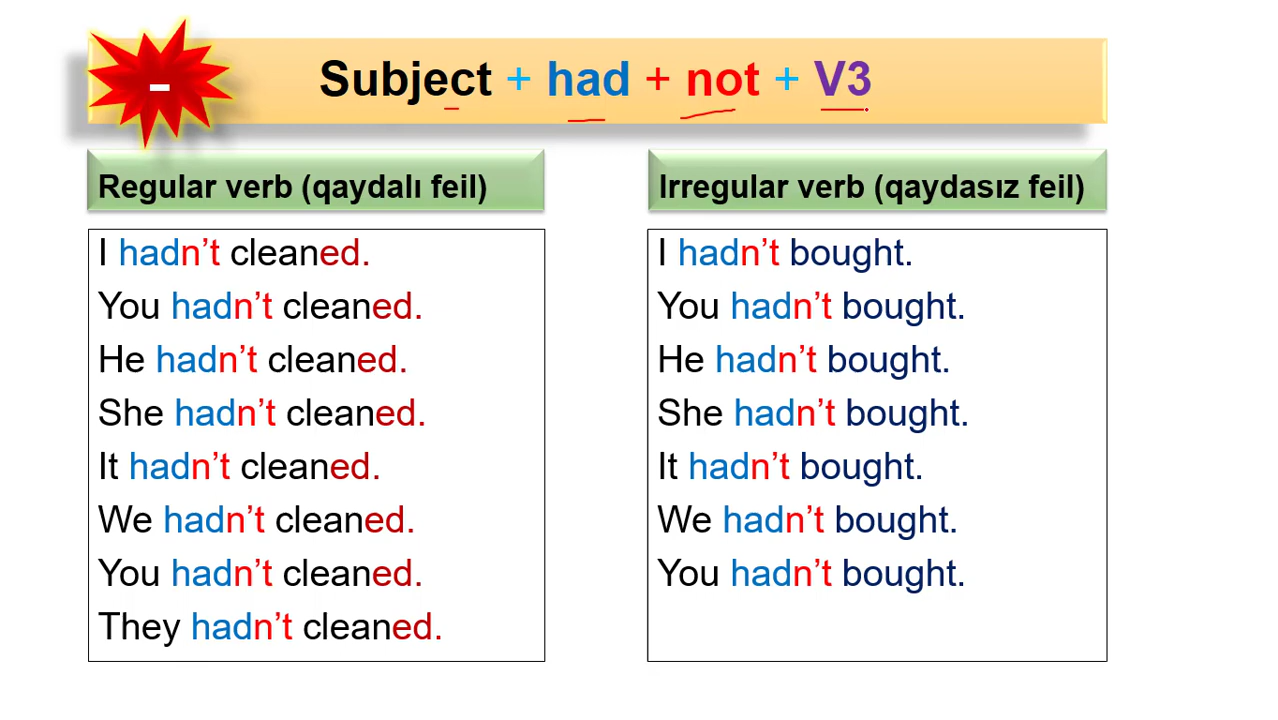 -
Subject + had + not + V3
Regular verb (qaydalı feil)
I hadn’t cleaned.
You hadn’t cleaned.
He hadn’t cleaned.
She hadn’t cleaned.
It hadn’t cleaned.
We hadn’t cleaned.
You hadn’t cleaned.
They hadn’t cleaned.
Irregular verb (qaydasız feil)
I hadn’t bought.
You hadn’t bought.
He hadn’t bought.
She hadn’t bought.
It hadn’t bought.
We hadn’t bought.
You hadn’t bought.